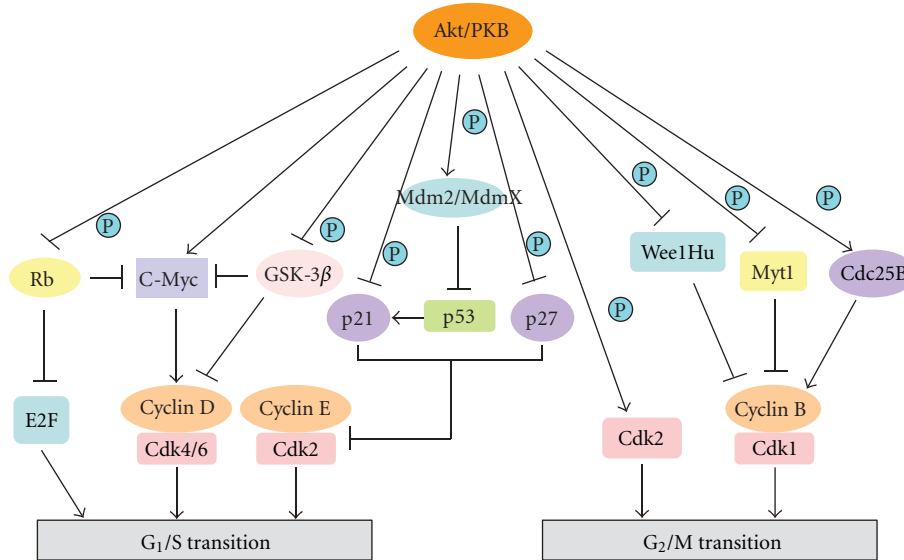 Akt/PKB
P
Mdm2/MdmX
P
P
P
P
P
P
P
Wee1Hu
Rb
C-Myc
GSK-3β
Myt1
Cdc25B
p21
p53
p27
P
E2F
Cyclin D
Cyclin E
Cyclin B
Cdk4/6
Cdk2
Cdk2
Cdk1
G₁/S transition
G₂/M transition